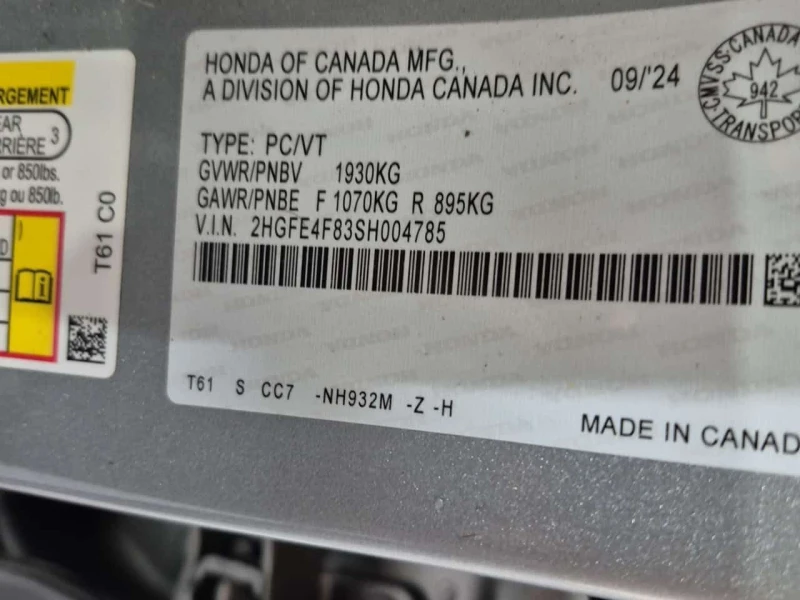 RGEMENT
EAR
RRIÈRE 3
or 850lbs.
g ou 850lb.
T61 C0
HONDA OF CANADA MFG.,
A DIVISION OF HONDA CANADA INC. 09/'24
CMVSS·CANADA
942
TRANSPORT
TYPE: PC/VT
GVWR/PNBV 1930KG
GAWR/PNBE F 1070KG R 895KG
V.I.N. 2HGFE4F83SH004785
T61 S CC7 -NH932M -Z -H
MADE IN CANAD